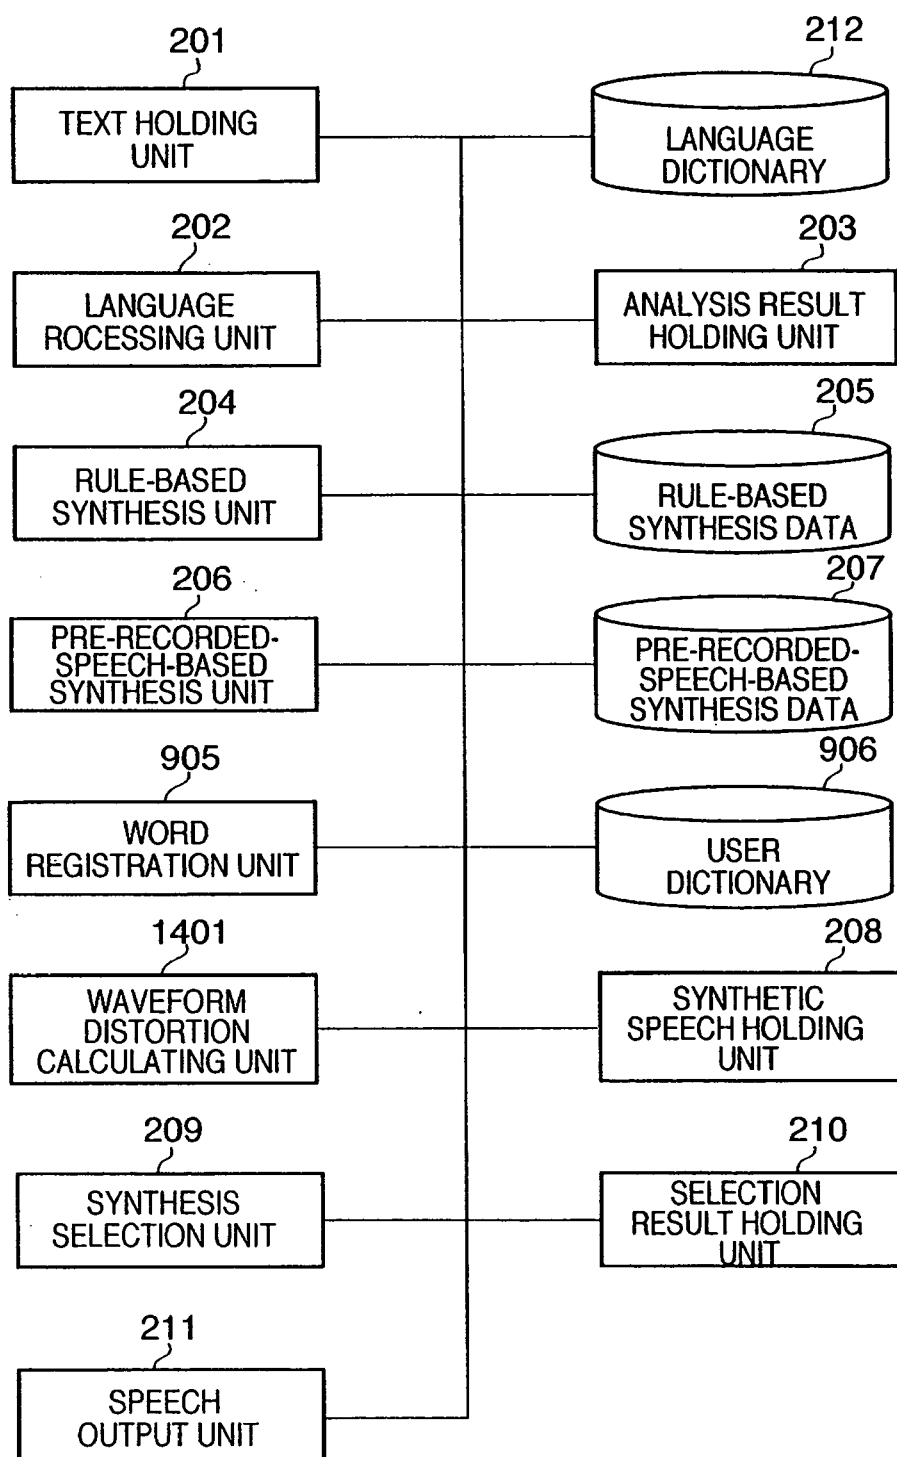 201
TEXT HOLDING
UNIT
212
LANGUAGE
DICTIONARY
202
LANGUAGE
ROCESSING UNIT
203
ANALYSIS RESULT
HOLDING UNIT
204
RULE-BASED
SYNTHESIS UNIT
205
RULE-BASED
SYNTHESIS DATA
206
PRE-RECORDED-
SPEECH-BASED
SYNTHESIS UNIT
207
PRE-RECORDED-
SPEECH-BASED
SYNTHESIS DATA
905
WORD
REGISTRATION UNIT
906
USER
DICTIONARY
1401
WAVEFORM
DISTORTION
CALCULATING UNIT
208
SYNTHETIC
SPEECH HOLDING
UNIT
209
SYNTHESIS
SELECTION UNIT
210
SELECTION
RESULT HOLDING
UNIT
211
SPEECH
OUTPUT UNIT